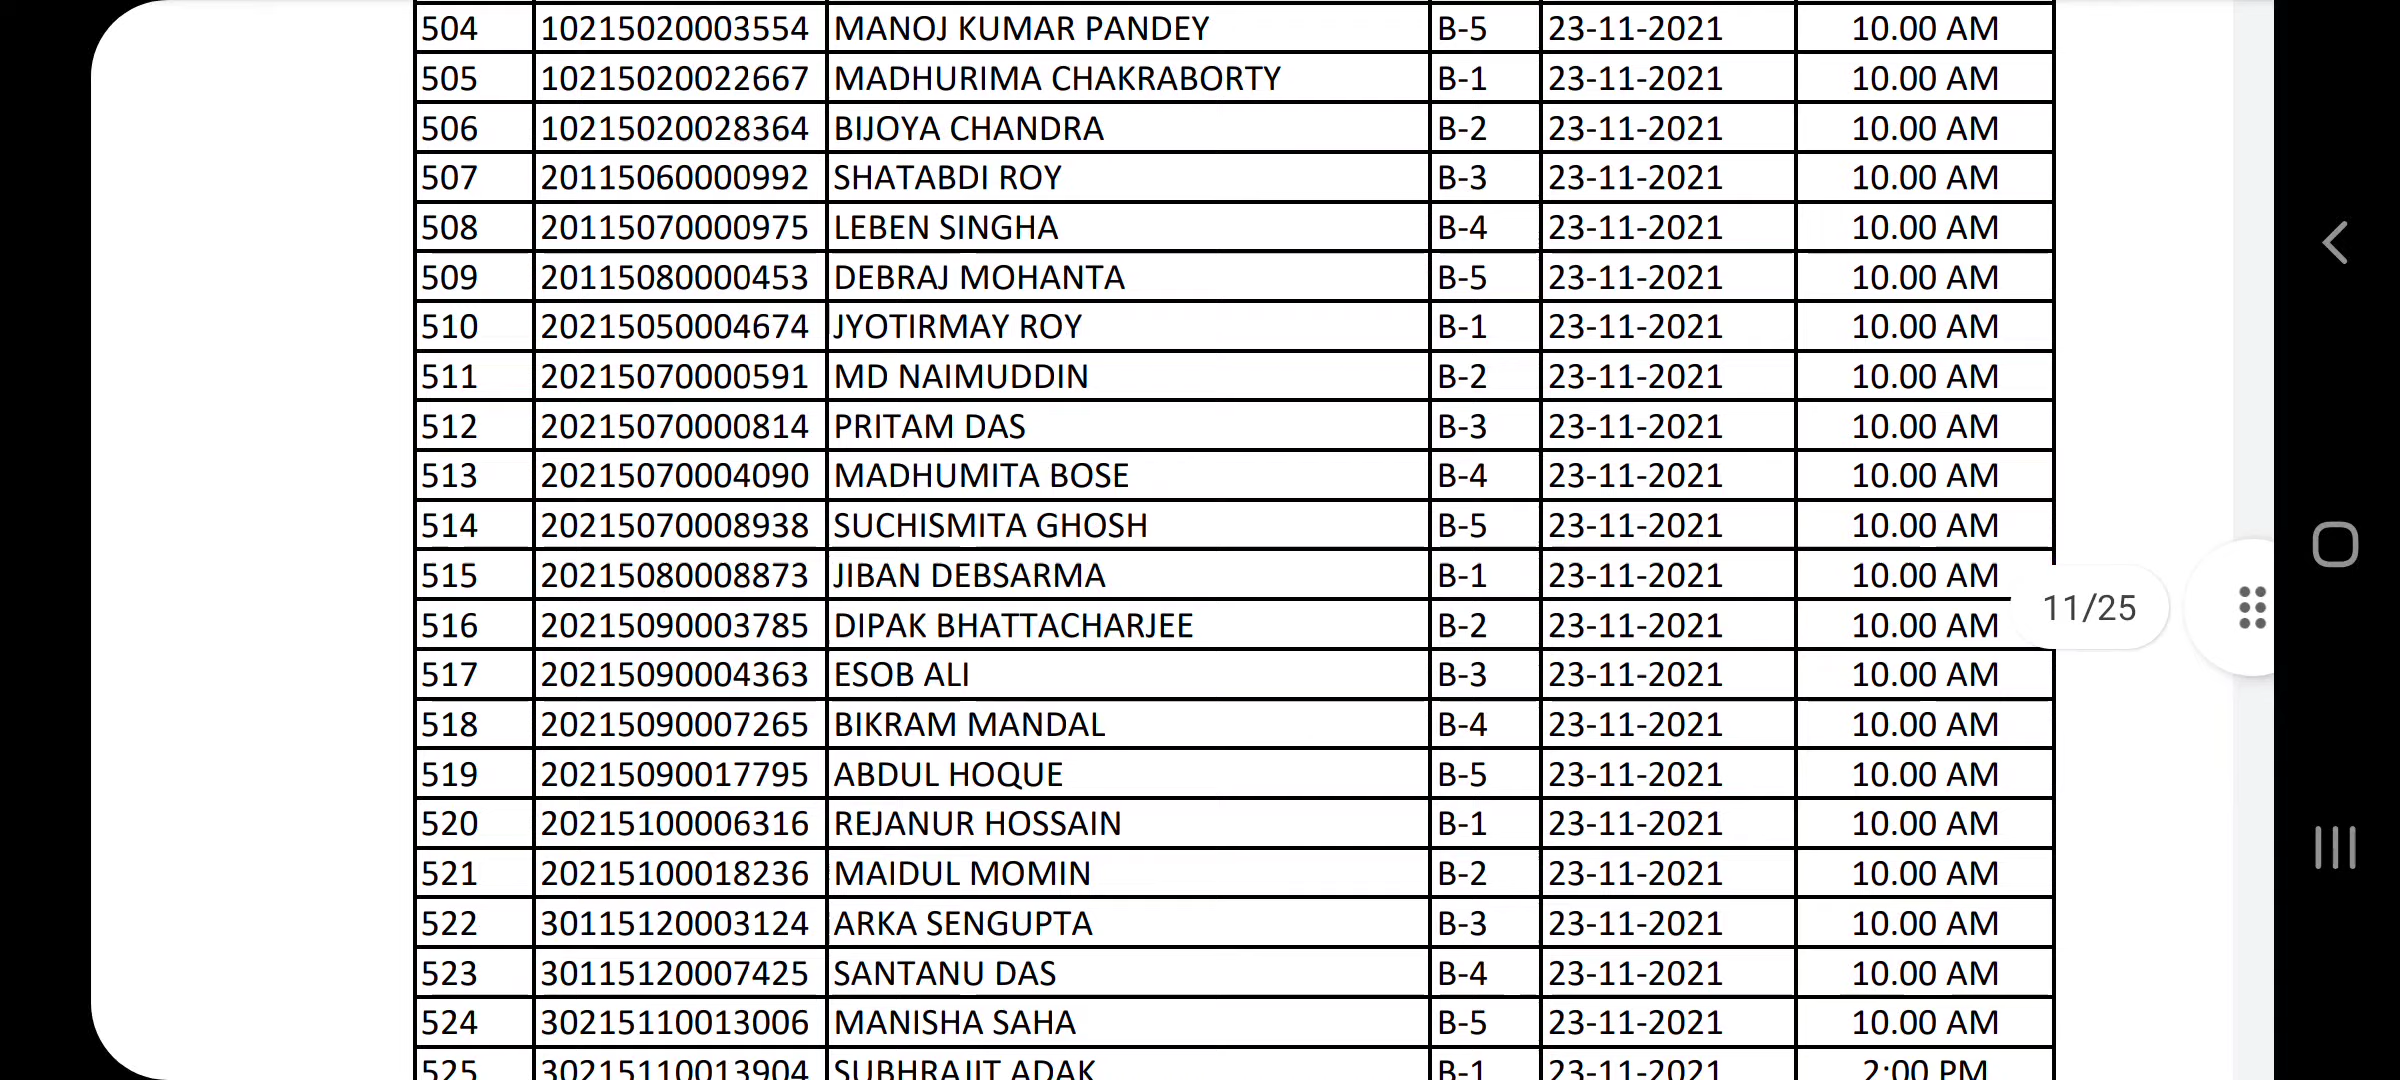 504 10215020003554 MANOJ KUMAR PANDEY B-5 23-11-2021 10.00 AM
505 10215020022667 MADHURIMA CHAKRABORTY B-1 23-11-2021 10.00 AM
506 10215020028364 BIJOYA CHANDRA B-2 23-11-2021 10.00 AM
507 20115060000992 SHATABDI ROY B-3 23-11-2021 10.00 AM
508 20115070000975 LEBEN SINGHA B-4 23-11-2021 10.00 AM
509 20115080000453 DEBRAJ MOHANTA B-5 23-11-2021 10.00 AM
510 20215050004674 JYOTIRMAY ROY B-1 23-11-2021 10.00 AM
511 20215070000591 MD NAIMUDDIN B-2 23-11-2021 10.00 AM
512 20215070000814 PRITAM DAS B-3 23-11-2021 10.00 AM
513 20215070004090 MADHUMITA BOSE B-4 23-11-2021 10.00 AM
514 20215070008938 SUCHISMITA GHOSH B-5 23-11-2021 10.00 AM
515 20215080008873 JIBAN DEBSARMA B-1 23-11-2021 10.00 AM
516 20215090003785 DIPAK BHATTACHARJEE B-2 23-11-2021 10.00 AM
11/25
517 20215090004363 ESOB ALI B-3 23-11-2021 10.00 AM
518 20215090007265 BIKRAM MANDAL B-4 23-11-2021 10.00 AM
519 20215090017795 ABDUL HOQUE B-5 23-11-2021 10.00 AM
520 20215100006316 REJANUR HOSSAIN B-1 23-11-2021 10.00 AM
521 20215100018236 MAIDUL MOMIN B-2 23-11-2021 10.00 AM
522 30115120003124 ARKA SENGUPTA B-3 23-11-2021 10.00 AM
523 30115120007425 SANTANU DAS B-4 23-11-2021 10.00 AM
524 30215110013006 MANISHA SAHA B-5 23-11-2021 10.00 AM
525 30215110013904 SUBHRAJIT ADAK B-1 23-11-2021 2:00 PM